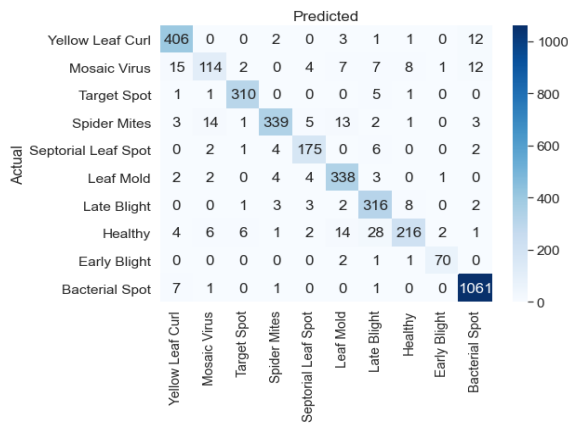 Predicted
Yellow Leaf Curl 406 0 0 2 0 3 1 1 0 12
Mosaic Virus 15 114 2 0 4 7 7 8 1 12
Target Spot 1 1 310 0 0 0 5 1 0 0
Spider Mites 3 14 1 339 5 13 2 1 0 3
Septorial Leaf Spot 0 2 1 4 175 0 6 0 0 2
Leaf Mold 2 2 0 4 4 338 3 0 1 0
Late Blight 0 0 1 3 3 2 316 8 0 2
Healthy 4 6 6 1 2 14 28 216 2 1
Early Blight 0 0 0 0 0 2 1 1 70 0
Bacterial Spot 7 1 0 1 0 0 1 0 0 1061
Actual
Yellow Leaf Curl
Mosaic Virus
Target Spot
Spider Mites
Septorial Leaf Spot
Leaf Mold
Late Blight
Healthy
Early Blight
Bacterial Spot
1000
800
600
400
200
0